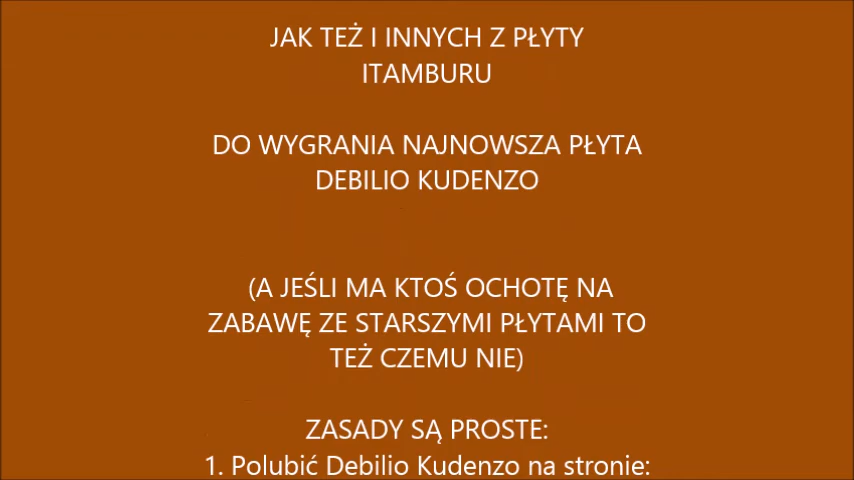 JAK TEŻ I INNYCH Z PŁYTY
ITAMBURU
DO WYGRANIA NAJNOWSZA PŁYTA
DEBILIO KUDENZO
(A JEŚLI MA KTOŚ OCHOTĘ NA
ZABAWĘ ZE STARSZYMI PŁYTAMI TO
TEŻ CZEMU NIE)
ZASADY SĄ PROSTE:
1. Polubić Debilio Kudenzo na stronie: